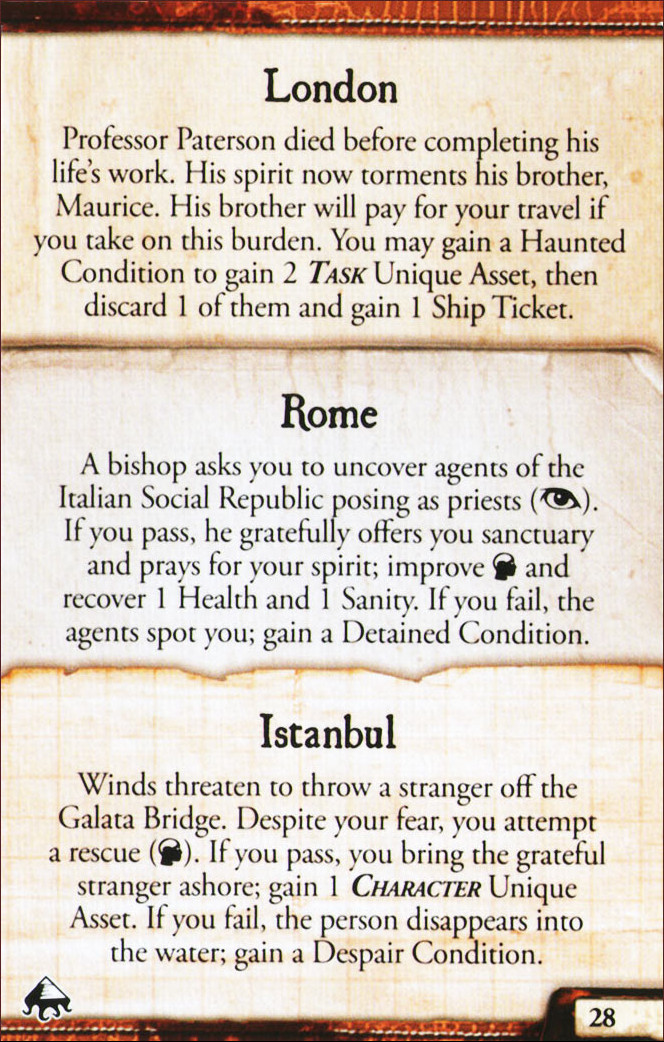 London
Professor Paterson died before completing his
life's work. His spirit now torments his brother,
Maurice. His brother will pay for your travel if
you take on this burden. You may gain a Haunted
Condition to gain 2 TASK Unique Asset, then
discard 1 of them and gain 1 Ship Ticket.
Rome
A bishop asks you to uncover agents of the
Italian Social Republic posing as priests ( ).
If you pass, he gratefully offers you sanctuary
and prays for your spirit; improve and
recover 1 Health and 1 Sanity. If you fail, the
agents spot you; gain a Detained Condition.
Istanbul
Winds threaten to throw a stranger off the
Galata Bridge. Despite your fear, you attempt
a rescue ( ). If you pass, you bring the grateful
stranger ashore; gain 1 CHARACTER Unique
Asset. If you fail, the person disappears into
the water; gain a Despair Condition.
28